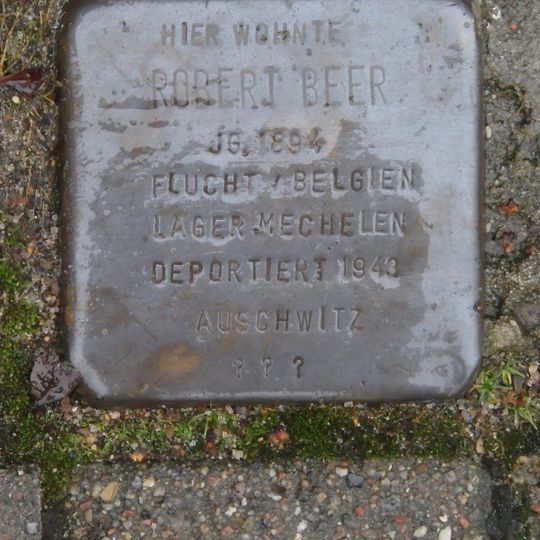 HIER WOHNTE
ROBERT BEER
JG. 1894
FLUCHT / BELGIEN
LAGER MECHELEN
DEPORTIERT 1943
AUSCHWITZ
? ? ?